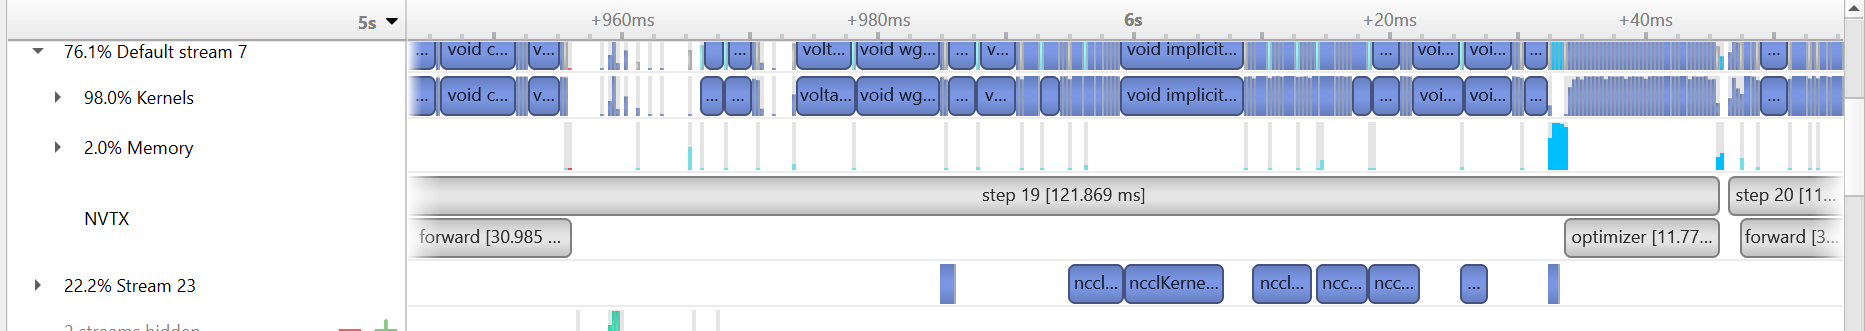 5s +960ms +980ms 6s +20ms +40ms
76.1% Default stream 7 ... void c... v... ... volt... void wg... ... v... void implicit... ... voi... voi... ... ...
98.0% Kernels ... void c... v... ... ... volta... void wg... ... v... void implicit... ... voi... voi... ... ...
2.0% Memory
step 19 [121.869 ms] step 20 [11...
NVTX
forward [30.985 ... optimizer [11.77... forward [3...
22.2% Stream 23 nccl... ncclKerne... nccl... ncc... ncc... ...
2 streams hidden